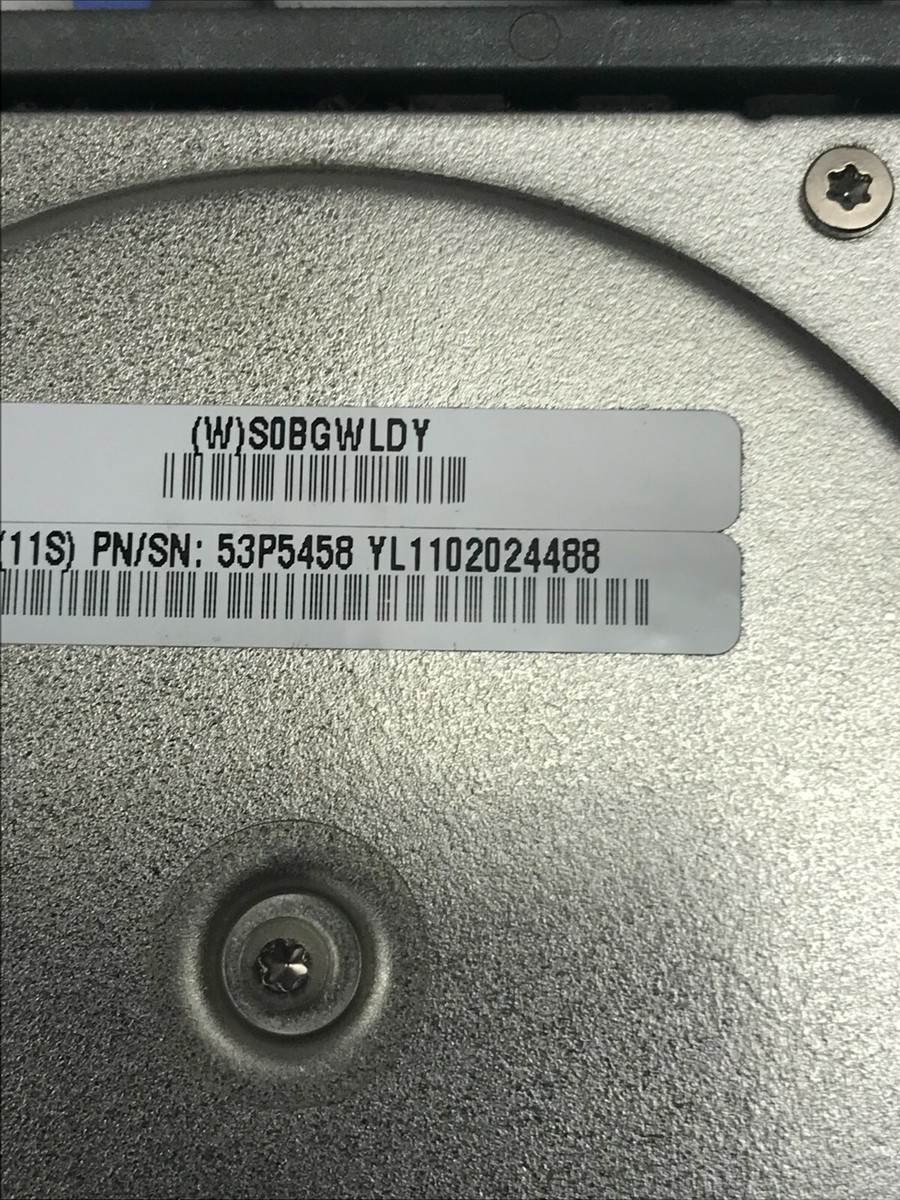 (W)S0BGWLDY
(11S) PN/SN: 53P5458 YL1102024488